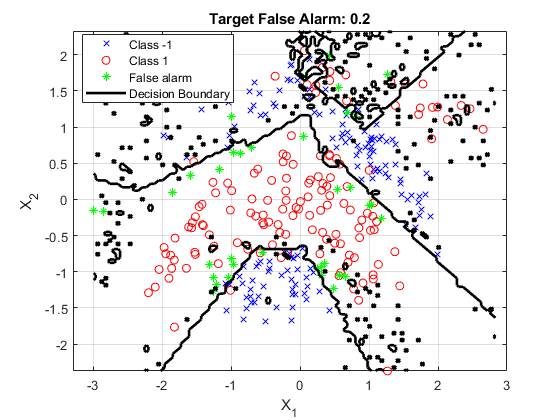 Target False Alarm: 0.2
Class -1
Class 1
False alarm
Decision Boundary
2
1.5
1
0.5
0
-0.5
-1
-1.5
-2
X2
-3 -2 -1 0 1 2 3
X1